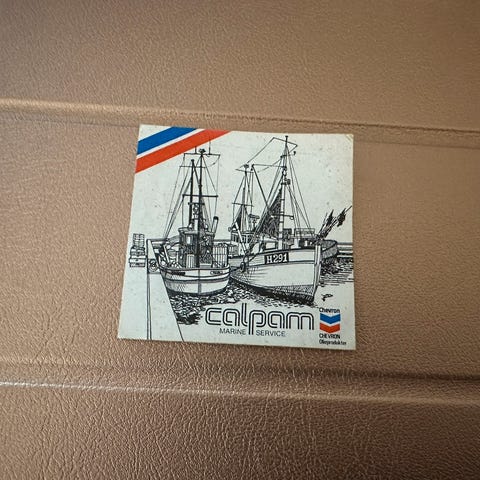 H291
calpam
MARINE SERVICE
Chevron
CHEVRON
Olieprodukter